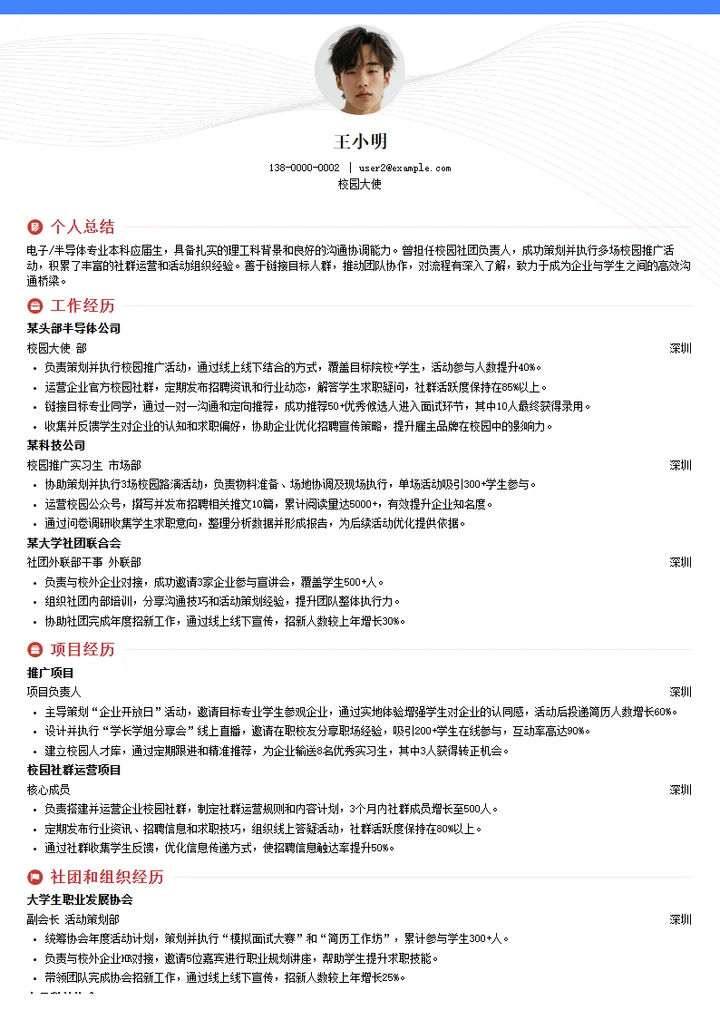 王小明
138-0000-0002 | user2@example.com
校园大使
个人总结
电子/半导体专业本科应届生，具备扎实的理工科背景和良好的沟通协调能力。曾担任校园社团负责人，成功策划并执行多场校园推广活
动，积累了丰富的社群运营和活动组织经验。善于链接目标人群，推动团队协作，对流程有深入了解，致力于成为企业与学生之间的高效沟
通桥梁。
工作经历
某头部半导体公司
校园大使 部 深圳
• 负责策划并执行校园推广活动，通过线上线下结合的方式，覆盖目标院校+学生，活动参与人数提升40%。
• 运营企业官方校园社群，定期发布招聘资讯和行业动态，解答学生求职疑问，社群活跃度保持在85%以上。
• 链接目标专业同学，通过一对一沟通和定向推荐，成功推荐50+优秀候选人进入面试环节，其中10人最终获得录用。
• 收集并反馈学生对企业的认知和求职偏好，协助企业优化招聘宣传策略，提升雇主品牌在校园中的影响力。
某科技公司
校园推广实习生 市场部 深圳
• 协助策划并执行3场校园路演活动，负责物料准备、场地协调及现场执行，单场活动吸引300+学生参与。
• 运营校园公众号，撰写并发布招聘相关推文10篇，累计阅读量达5000+，有效提升企业知名度。
• 通过问卷调研收集学生求职意向，整理分析数据并形成报告，为后续活动优化提供依据。
某大学社团联合会
社团外联部干事 外联部 深圳
• 负责与校外企业对接，成功邀请3家企业参与宣讲会，覆盖学生500+人。
• 组织社团内部培训，分享沟通技巧和活动策划经验，提升团队整体执行力。
• 协助社团完成年度招新工作，通过线上线下宣传，招新人数较上年增长30%。
项目经历
推广项目
项目负责人 深圳
• 主导策划“企业开放日”活动，邀请目标专业学生参观企业，通过实地体验增强学生对企业的认同感，活动后投递简历人数增长60%。
• 设计并执行“学长学姐分享会”线上直播，邀请在职校友分享职场经验，吸引200+学生在线参与，互动率高达90%。
• 建立校园人才库，通过定期跟进和精准推荐，为企业输送8名优秀实习生，其中3人获得转正机会。
校园社群运营项目
核心成员 深圳
• 负责搭建并运营企业校园社群，制定社群运营规则和内容计划，3个月内社群成员增长至500人。
• 定期发布行业资讯、招聘信息和求职技巧，组织线上答疑活动，社群活跃度保持在80%以上。
• 通过社群收集学生反馈，优化信息传递方式，使招聘信息触达率提升50%。
社团和组织经历
大学生职业发展协会
副会长 活动策划部 深圳
• 统筹协会年度活动计划，策划并执行“模拟面试大赛”和“简历工作坊”，累计参与学生300+人。
• 负责与校外企业HR对接，邀请5位嘉宾进行职业规划讲座，帮助学生提升求职技能。
• 带领团队完成协会招新工作，通过线上线下宣传，招新人数较上年增长25%。